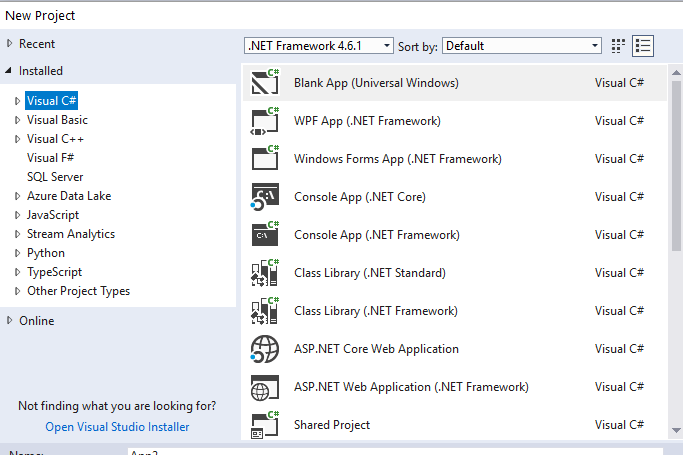 New Project
Recent
.NET Framework 4.6.1 Sort by: Default
Installed
Visual C#
Visual Basic
Visual C++
Visual F#
SQL Server
Azure Data Lake
JavaScript
Stream Analytics
Python
TypeScript
Other Project Types
Online
Not finding what you are looking for?
Open Visual Studio Installer
C# Blank App (Universal Windows) Visual C#
C# WPF App (.NET Framework) Visual C#
C# Windows Forms App (.NET Framework) Visual C#
C# C:\ Console App (.NET Core) Visual C#
C# C:\ Console App (.NET Framework) Visual C#
C# Class Library (.NET Standard) Visual C#
C# Class Library (.NET Framework) Visual C#
C# ASP.NET Core Web Application Visual C#
C# ASP.NET Web Application (.NET Framework) Visual C#
C# Shared Project Visual C#
Name: App2